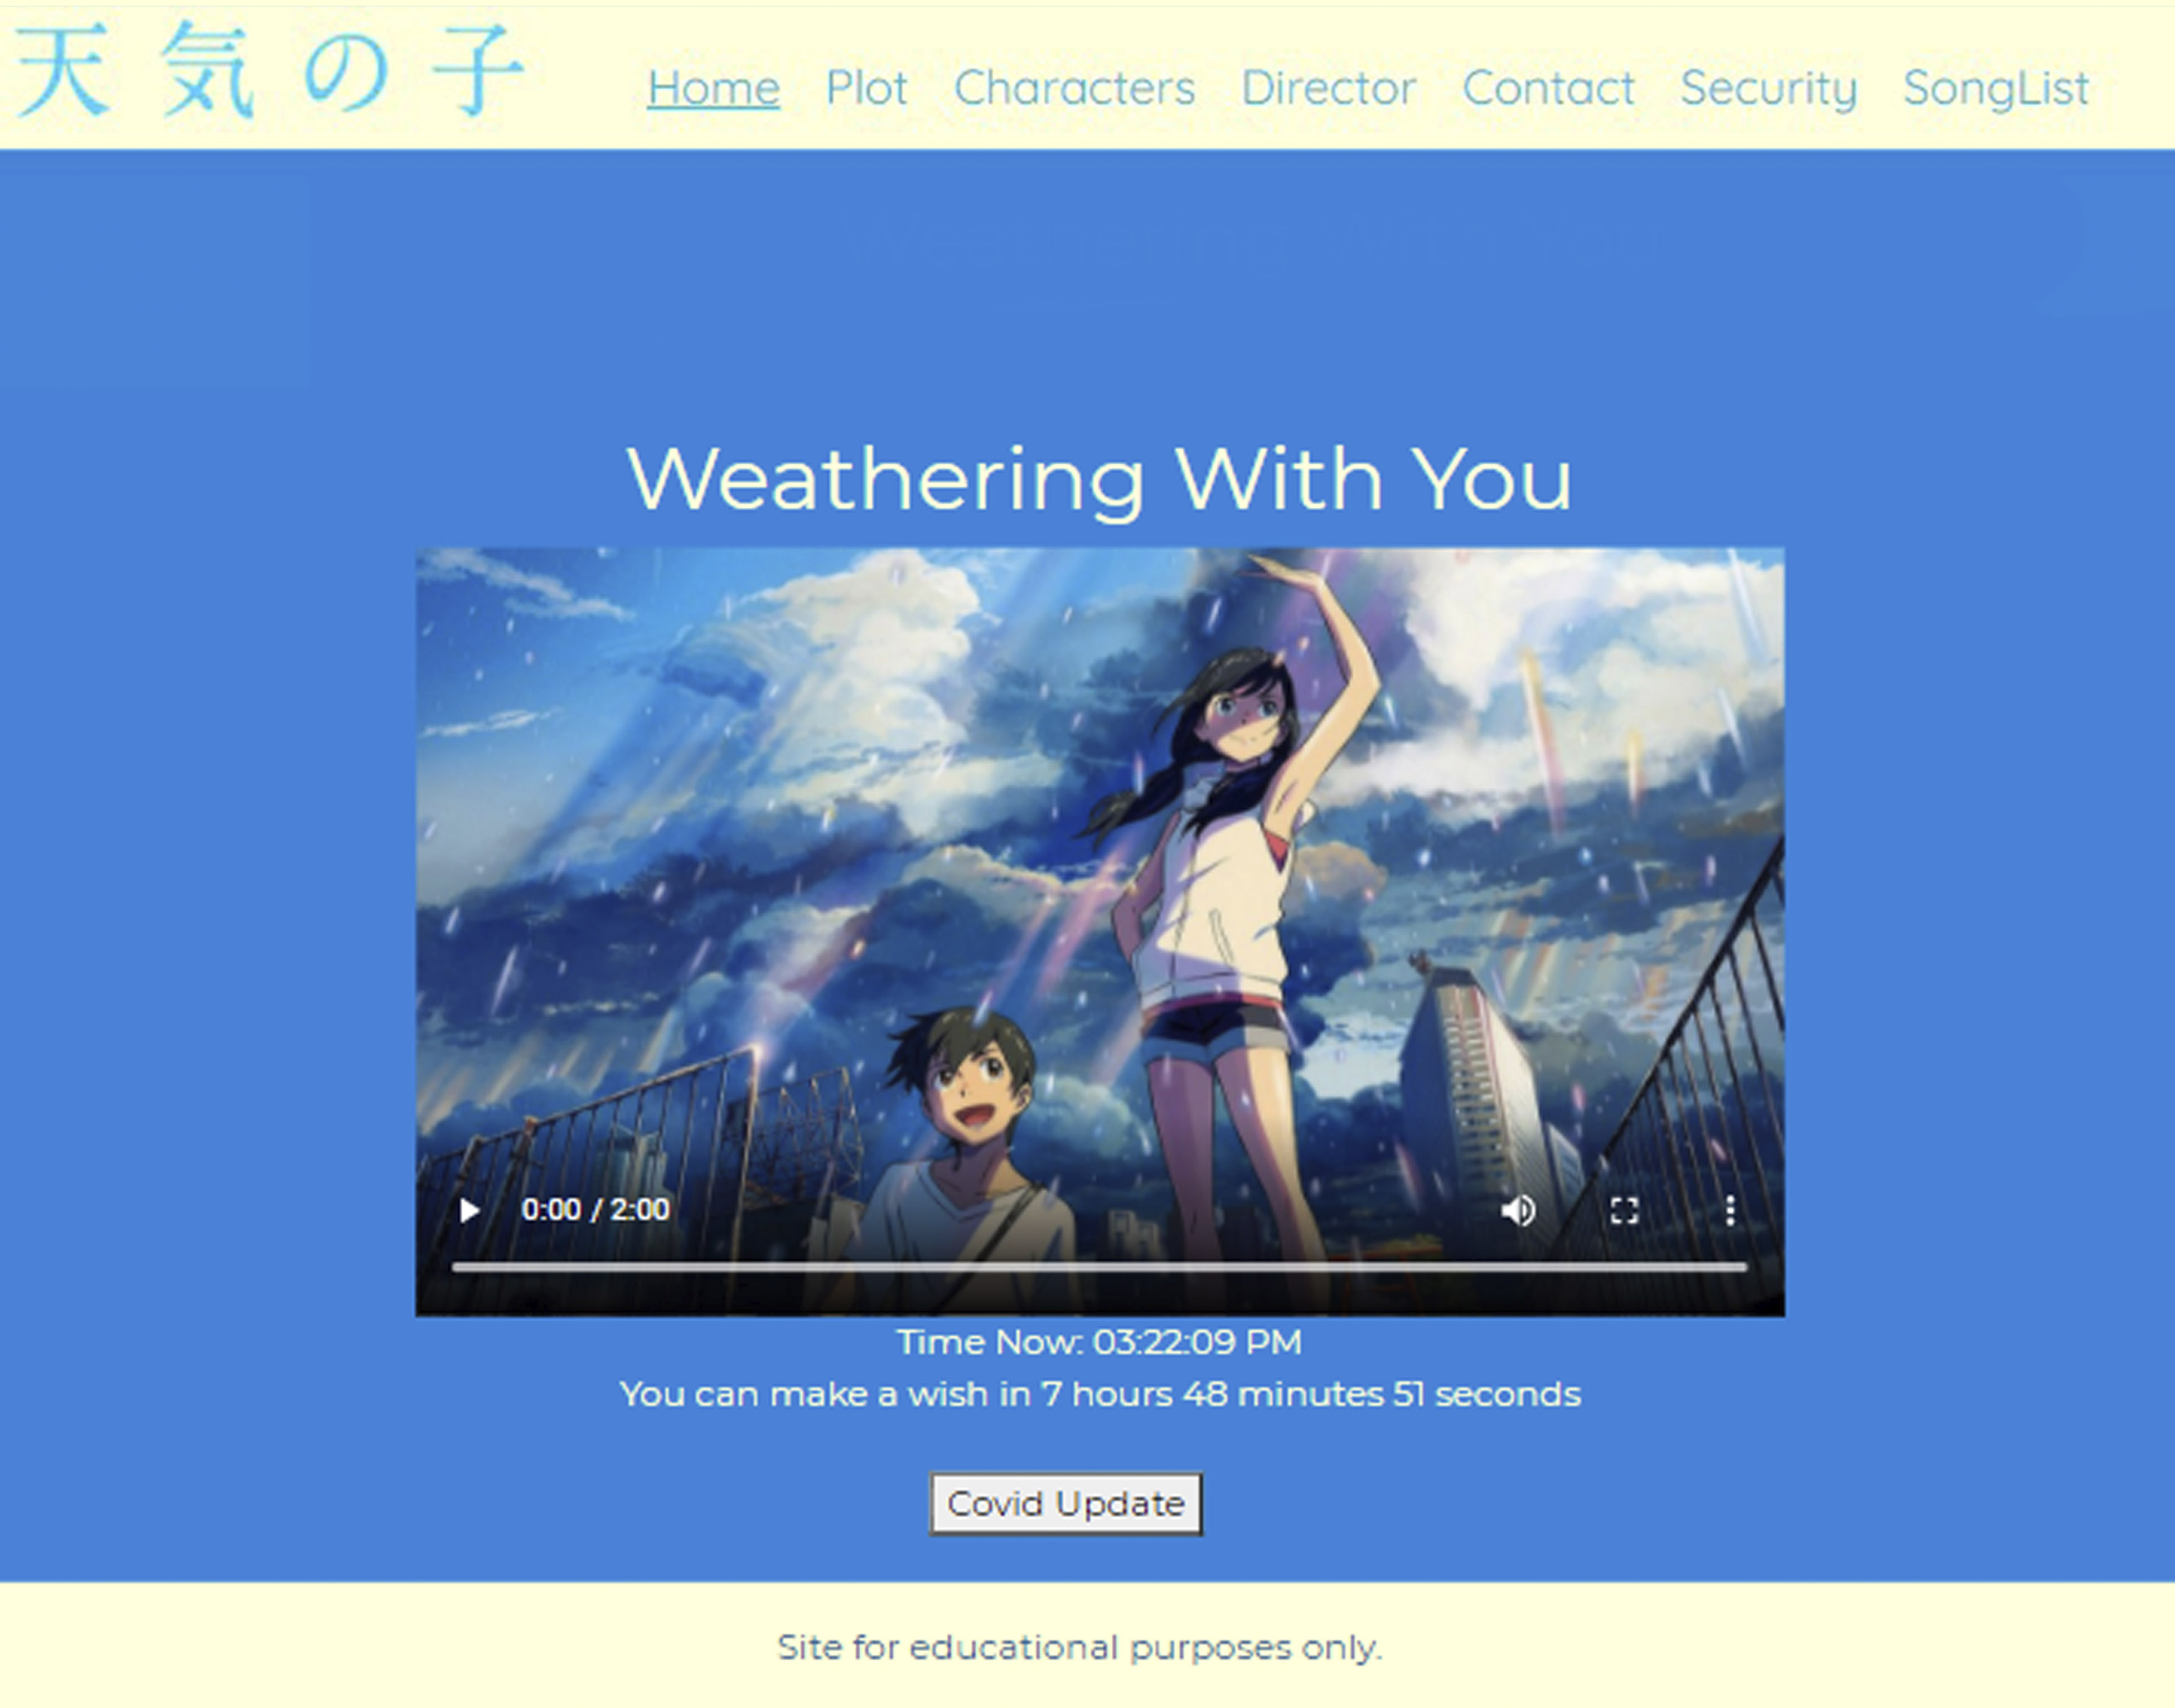 天気の子
Home Plot Characters Director Contact Security SongList
Weathering With You
0:00 / 2:00
Time Now: 03:22:09 PM
You can make a wish in 7 hours 48 minutes 51 seconds
Covid Update
Site for educational purposes only.